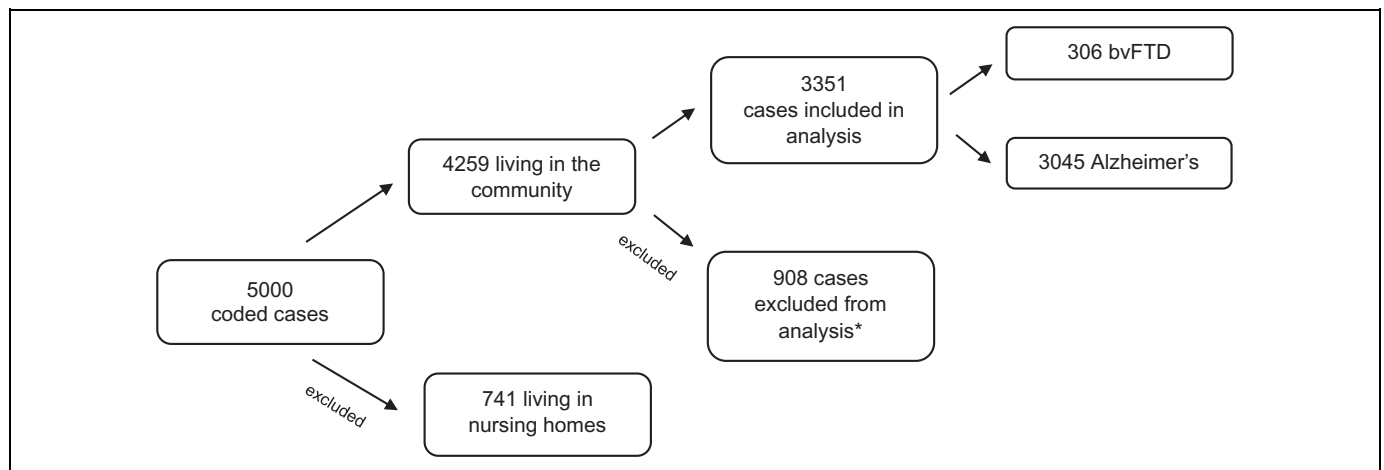 306 bvFTD
3351
cases included in
analysis
3045 Alzheimer's
4259 living in the
community
excluded
908 cases
excluded from
analysis*
5000
coded cases
excluded
741 living in
nursing homes